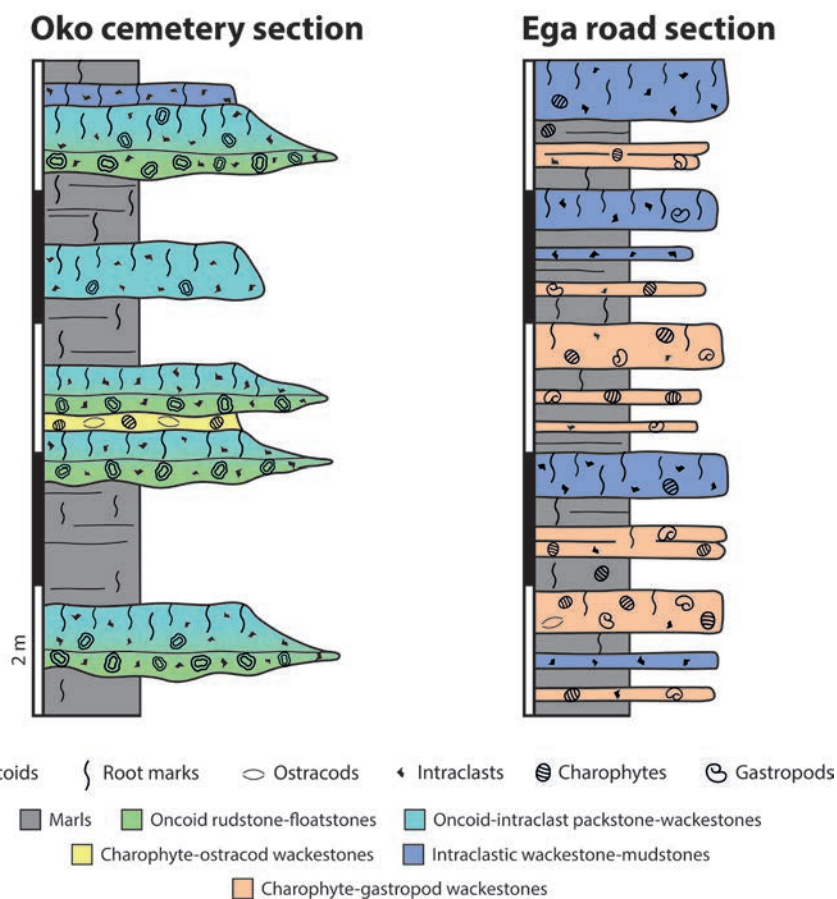 Oko cemetery section
Ega road section
2 m
coids
Root marks
Ostracods
Intraclasts
Charophytes
Gastropods
Marls
Oncoid rudstone-floatstones
Oncoid-intraclast packstone-wackestones
Charophyte-ostracod wackestones
Intraclastic wackestone-mudstones
Charophyte-gastropod wackestones